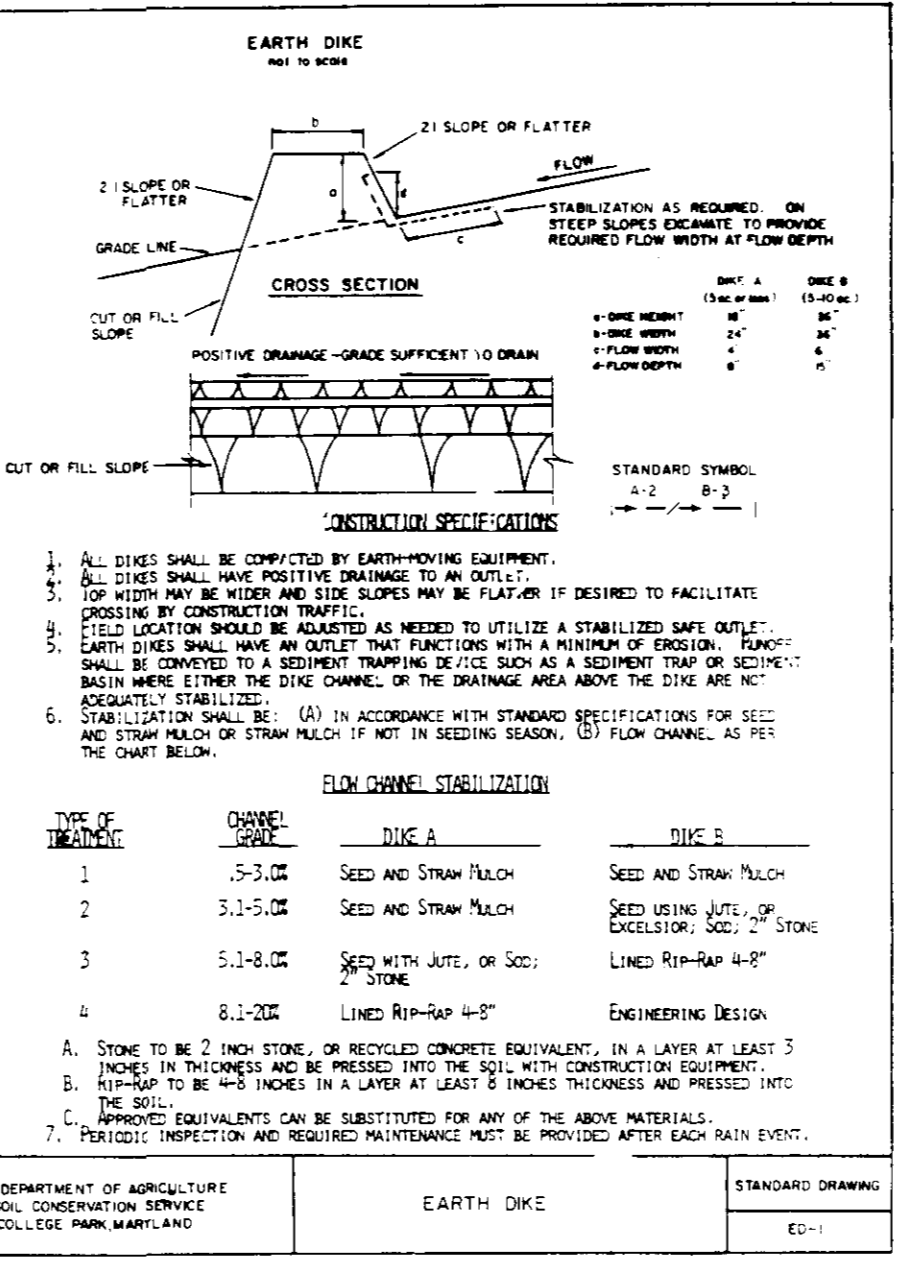 EARTH DIKE
not to scale
b
2:1 SLOPE OR FLATTER
FLOW
2:1 SLOPE OR
FLATTER
a
d
STABILIZATION AS REQUIRED. ON
STEEP SLOPES EXCAVATE TO PROVIDE
REQUIRED FLOW WIDTH AT FLOW DEPTH
c
GRADE LINE
CROSS SECTION
DIKE A DIKE B
(5 ac. or less) (5-10 ac.)
a-DIKE HEIGHT 18" 36"
b-DIKE WIDTH 24" 36"
c-FLOW WIDTH 4' 6'
d-FLOW DEPTH 8" 15"
CUT OR FILL
SLOPE
POSITIVE DRAINAGE-GRADE SUFFICENT TO DRAIN
CUT OR FILL SLOPE
STANDARD SYMBOL
A-2 B-3
CONSTRUCTION SPECIFICATIONS
1. ALL DIKES SHALL BE COMPACTED BY EARTH-MOVING EQUIPMENT.
2. ALL DIKES SHALL HAVE POSITIVE DRAINAGE TO AN OUTLET.
3. TOP WIDTH MAY BE WIDER AND SIDE SLOPES MAY BE FLATTER IF DESIRED TO FACILITATE
CROSSING BY CONSTRUCTION TRAFFIC.
4. FIELD LOCATION SHOULD BE ADJUSTED AS NEEDED TO UTILIZE A STABILIZED SAFE OUTLET.
5. EARTH DIKES SHALL HAVE AN OUTLET THAT FUNCTIONS WITH A MINIMUM OF EROSION. RUNOFF
SHALL BE CONVEYED TO A SEDIMENT TRAPPING DEVICE SUCH AS A SEDIMENT TRAP OR SEDIMENT
BASIN WHERE EITHER THE DIKE CHANNEL OR THE DRAINAGE AREA ABOVE THE DIKE ARE NOT
ADEQUATELY STABILIZED.
6. STABILIZATION SHALL BE: (A) IN ACCORDANCE WITH STANDARD SPECIFICATIONS FOR SEED
AND STRAW MULCH OR STRAW MULCH IF NOT IN SEEDING SEASON, (B) FLOW CHANNEL AS PER
THE CHART BELOW.
FLOW CHANNEL STABILIZATION
TYPE OF CHANNEL
TREATMENT GRADE DIKE A DIKE B
1 .5-3.0% SEED AND STRAW MULCH SEED AND STRAW MULCH
2 3.1-5.0% SEED AND STRAW MULCH SEED USING JUTE, OR
EXCELSIOR; SOD; 2" STONE
3 5.1-8.0% SEED WITH JUTE, OR SOD; LINED RIP-RAP 4-8"
2" STONE
4 8.1-20% LINED RIP-RAP 4-8" ENGINEERING DESIGN
A. STONE TO BE 2 INCH STONE, OR RECYCLED CONCRETE EQUIVALENT, IN A LAYER AT LEAST 3
INCHES IN THICKNESS AND BE PRESSED INTO THE SOIL WITH CONSTRUCTION EQUIPMENT.
B. RIP-RAP TO BE 4-8 INCHES IN A LAYER AT LEAST 8 INCHES THICKNESS AND PRESSED INTO
THE SOIL.
C. APPROVED EQUIVALENTS CAN BE SUBSTITUTED FOR ANY OF THE ABOVE MATERIALS.
7. PERIODIC INSPECTION AND REQUIRED MAINTENANCE MUST BE PROVIDED AFTER EACH RAIN EVENT.
DEPARTMENT OF AGRICULTURE
SOIL CONSERVATION SERVICE
COLLEGE PARK, MARYLAND
EARTH DIKE
STANDARD DRAWING
ED-1